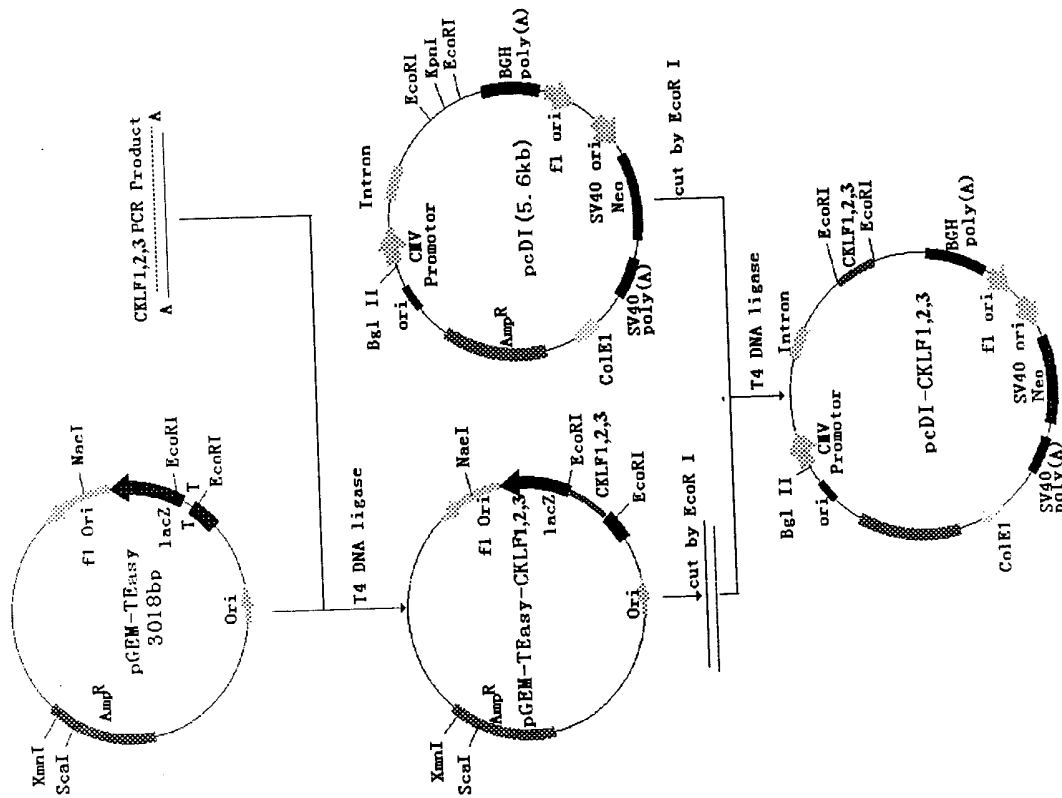 CKLF1,2,3 PCR Product
A
A
XmnI
ScaI
AmpR
pGEM-TEasy
3018bp
f1 Ori
NaeI
lacZ
EcoRI
T
T
EcoRI
Ori
T4 DNA ligase
Bgl II
ori
CMV
Promotor
Intron
EcoRI
KpnI
EcoRI
BGH
poly(A)
f1 ori
SV40 ori
Neo
SV40
poly(A)
ColE1
AmpR
pcDI(5.6kb)
XmnI
ScaI
AmpR
pGEM-TEasy-CKLF1,2,3
f1 Ori
NaeI
lacZ
EcoRI
CKLF1,2,3
EcoRI
Ori
cut by EcoR I
cut by EcoR I
T4 DNA ligase
Bgl II
ori
CMV
Promotor
Intron
EcoRI
CKLF1,2,3
EcoRI
BGH
poly(A)
f1 ori
SV40 ori
Neo
SV40
poly(A)
ColE1
pcDI-CKLF1,2,3